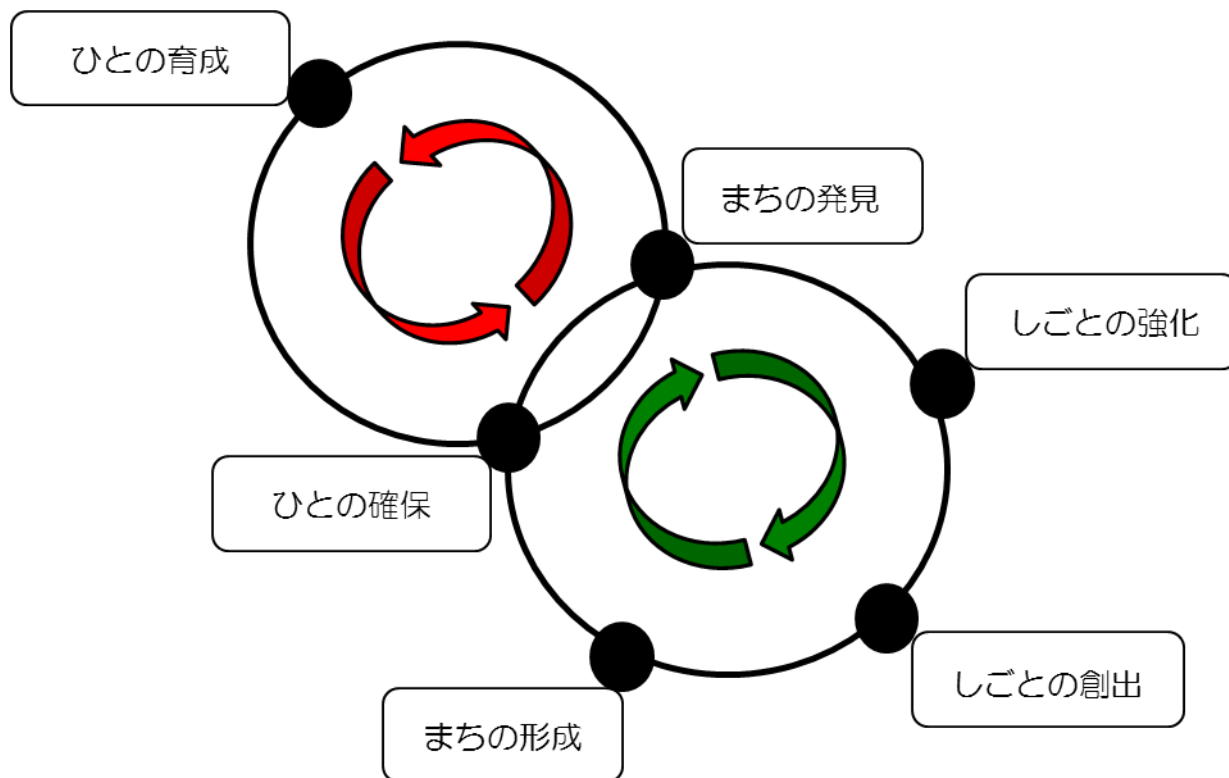 ひとの育成
まちの発見
しごとの強化
ひとの確保
しごとの創出
まちの形成